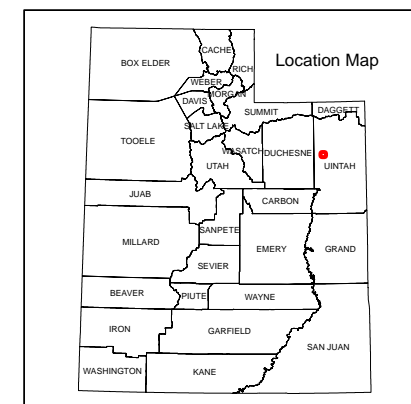 Location Map
BOX ELDER
CACHE
RICH
WEBER
MORGAN
DAVIS
SUMMIT
DAGGETT
SALT LAKE
TOOELE
WASATCH
DUCHESNE
UINTAH
UTAH
JUAB
CARBON
SANPETE
MILLARD
EMERY
GRAND
SEVIER
BEAVER
PIUTE
WAYNE
IRON
GARFIELD
SAN JUAN
WASHINGTON
KANE